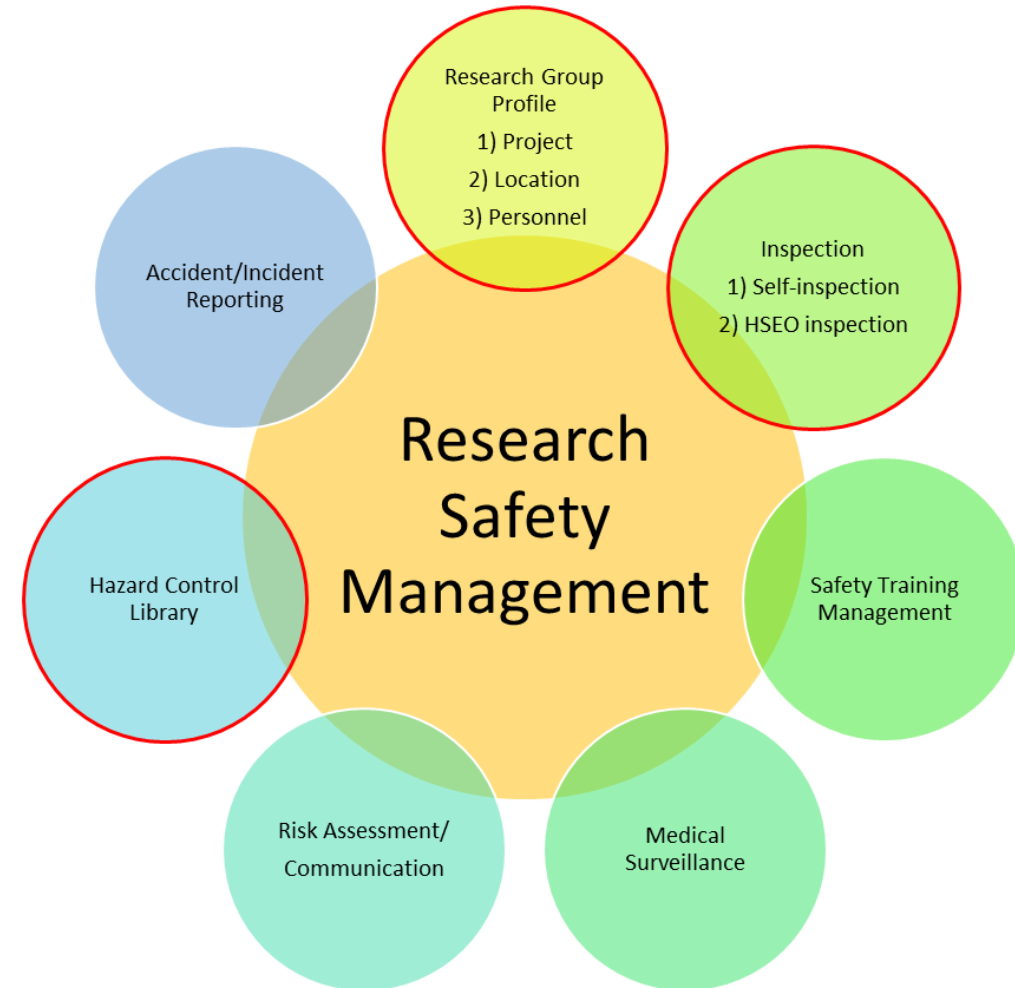 Research Group
Profile
1) Project
2) Location
3) Personnel
Inspection
1) Self-inspection
2) HSEO inspection
Safety Training
Management
Medical
Surveillance
Risk Assessment/
Communication
Hazard Control
Library
Accident/Incident
Reporting
Research
Safety
Management